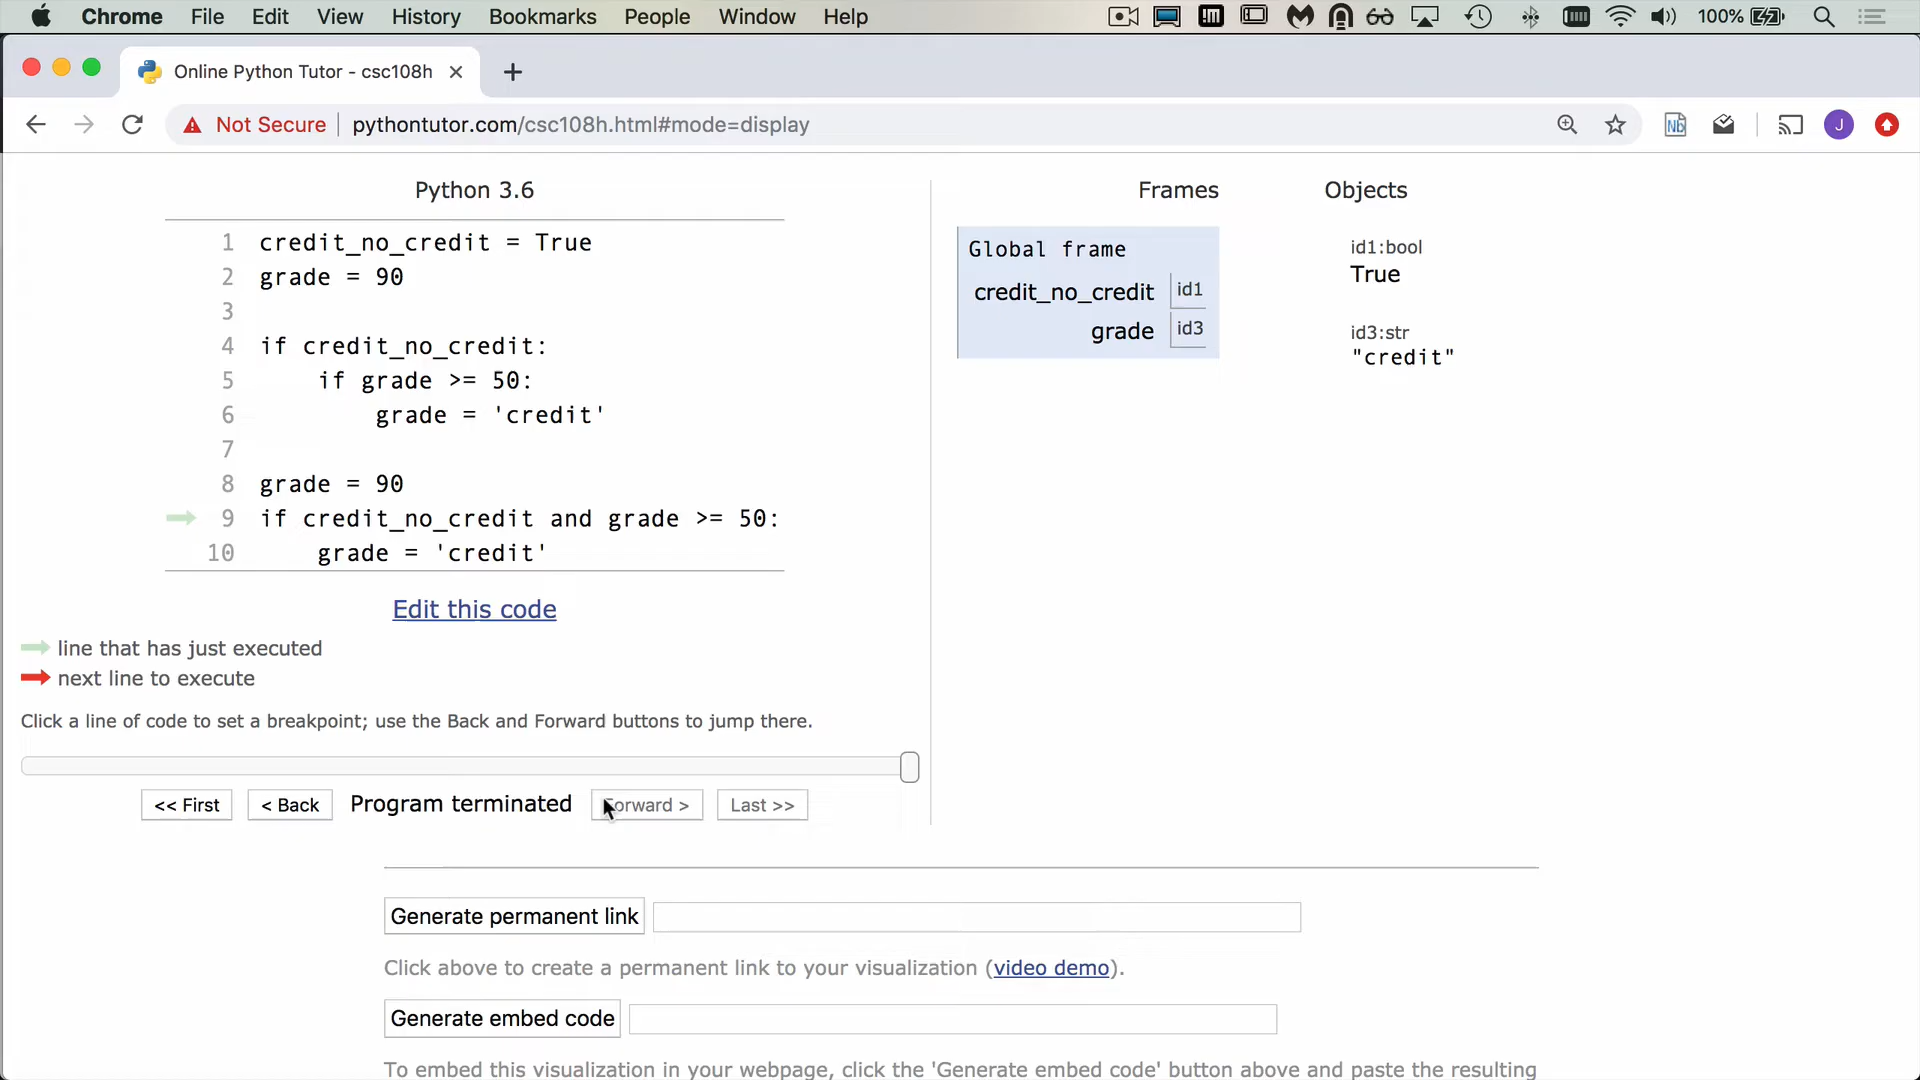 Chrome File Edit View History Bookmarks People Window Help 100%
Online Python Tutor - csc108h
Not Secure pythontutor.com/csc108h.html#mode=display
J
Python 3.6
1 credit_no_credit = True
2 grade = 90
3
4 if credit_no_credit:
5 if grade >= 50:
6 grade = 'credit'
7
8 grade = 90
9 if credit_no_credit and grade >= 50:
10 grade = 'credit'
Edit this code
line that has just executed
next line to execute
Click a line of code to set a breakpoint; use the Back and Forward buttons to jump there.
<< First < Back Program terminated Forward > Last >>
Frames Objects
Global frame
credit_no_credit id1
grade id3
id1:bool
True
id3:str
"credit"
Generate permanent link
Click above to create a permanent link to your visualization (video demo).
Generate embed code
To embed this visualization in your webpage, click the 'Generate embed code' button above and paste the resulting